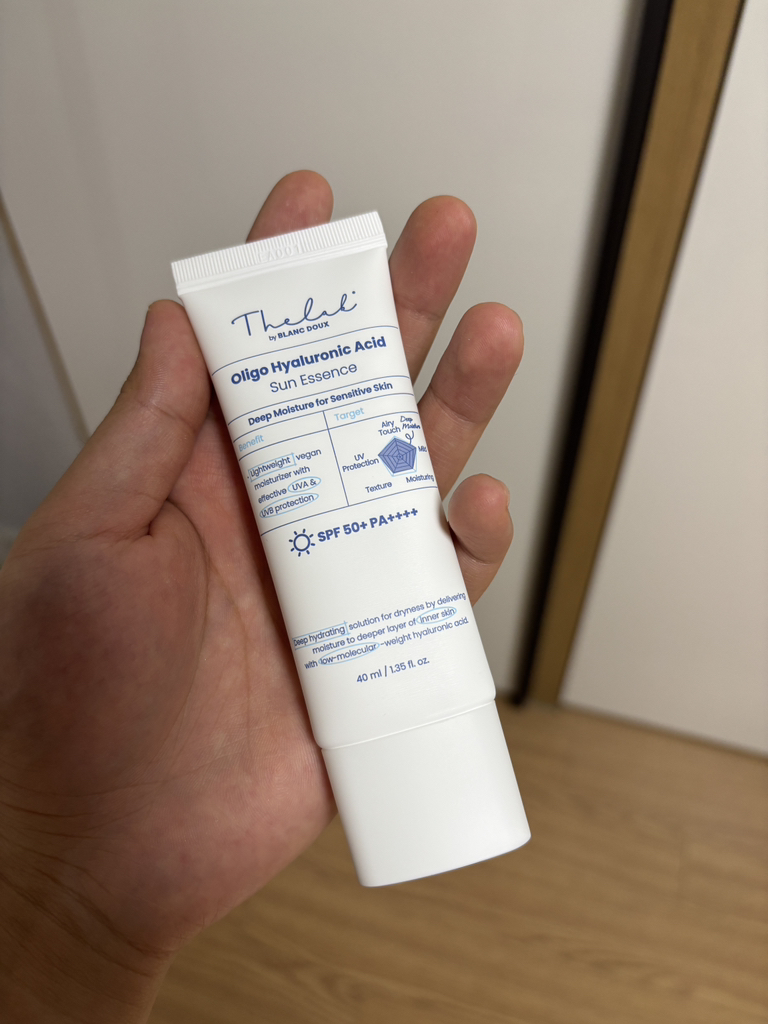 Thelab
by BLANC DOUX
Oligo Hyaluronic Acid
Sun Essence
Deep Moisture for Sensitive Skin
Benefit
Target
Lightweight vegan
moisturizer with
effective UVA &
UVB protection
Airy
Touch
Deep
Moisture
UV
Protection
Texture
Moisturizing
SPF 50+ PA++++
Deep hydrating solution for dryness by delivering
moisture to deeper layer of inner skin
with low-molecular-weight hyaluronic acid.
40 ml / 1.35 fl. oz.